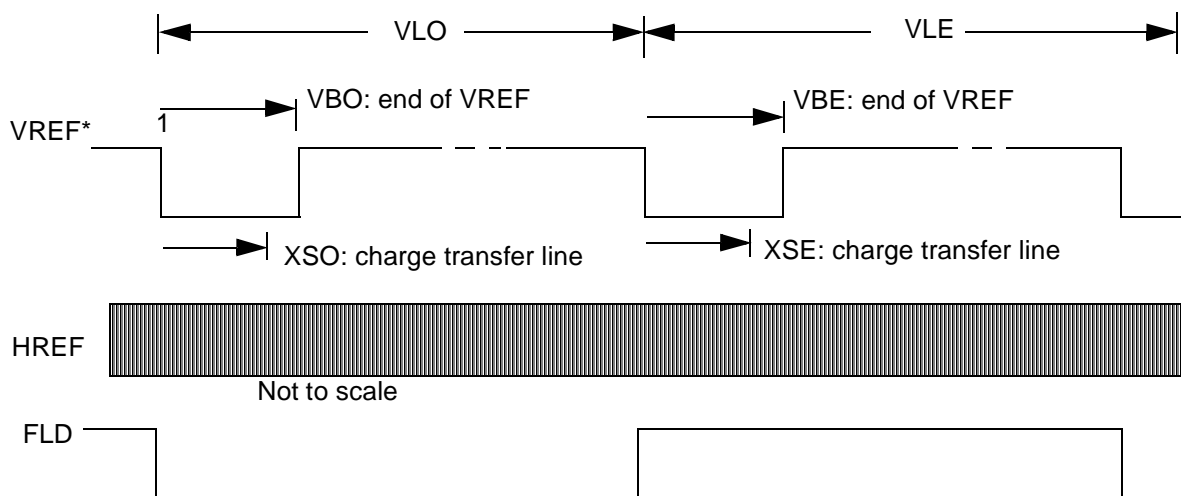 VLO
VLE
VBO: end of VREF
VBE: end of VREF
1
VREF*
XSO: charge transfer line
XSE: charge transfer line
HREF
Not to scale
FLD